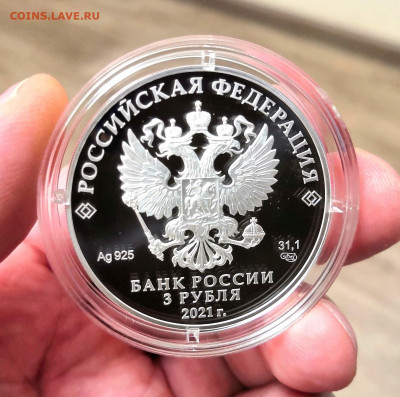 COINS.LAVE.RU
РОССИЙСКАЯ ФЕДЕРАЦИЯ
Ag 925
31,1
БАНК РОССИИ
3 РУБЛЯ
2021 г.